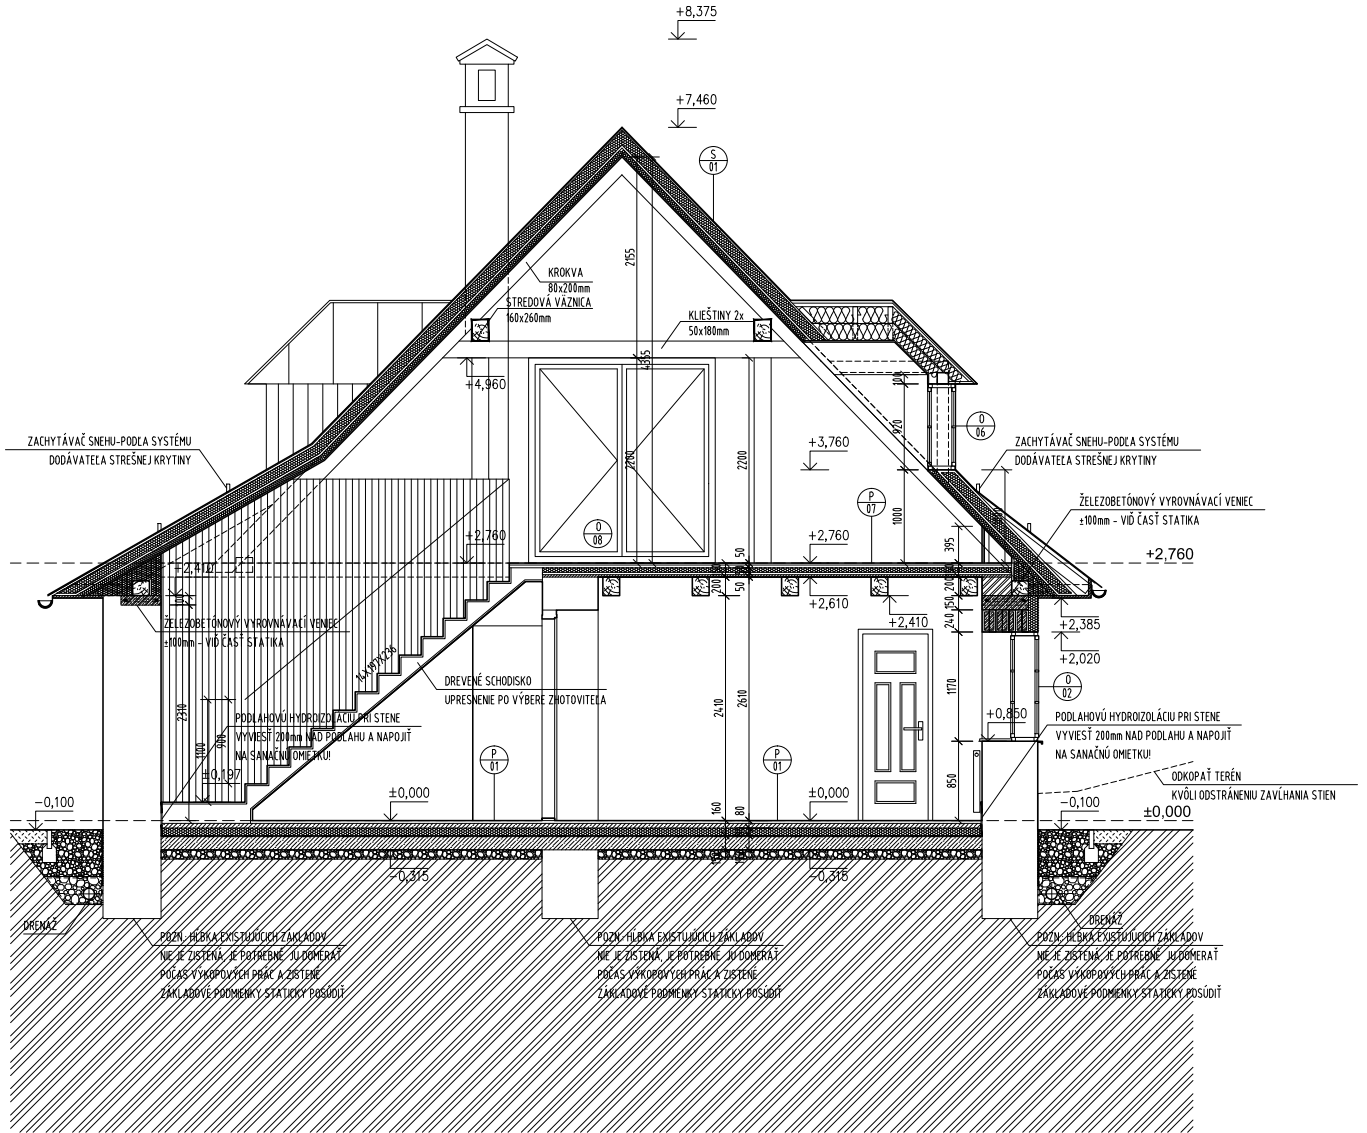 +8,375
+7,460
S
01
KROKVA
80x200mm
STREDOVÁ VÄZNICA
160x260mm
KLIEŠTINY 2x
50x180mm
2155
4355
+4,960
100
920
O
06
ZACHYTÁVAČ SNEHU-PODĽA SYSTÉMU
DODÁVATEĽA STREŠNEJ KRYTINY
+3,760
ZACHYTÁVAČ SNEHU-PODĽA SYSTÉMU
DODÁVATEĽA STREŠNEJ KRYTINY
2200
2200
P
07
1000
ŽELEZOBETÓNOVÝ VYROVNÁVACÍ VENIEC
±100mm - VIĎ ČASŤ STATIKA
O
08
+2,760
+2,760
395
50
+2,760
+2,410
200
50
+2,610
200
150
240
+2,410
+2,385
ŽELEZOBETÓNOVÝ VYROVNÁVACÍ VENIEC
±100mm - VIĎ ČASŤ STATIKA
+2,020
14X197X236
DREVENÉ SCHODISKO
UPRESNENIE PO VÝBERE ZHOTOVITEĽA
O
02
2310
2410
2610
1170
+0,850
PODLAHOVÚ HYDROIZOLÁCIU PRI STENE
VYVIESŤ 200mm NAD PODLAHU A NAPOJIŤ
NA SANAČNÚ OMIETKU!
PODLAHOVÚ HYDROIZOLÁCIU PRI STENE
VYVIESŤ 200mm NAD PODLAHU A NAPOJIŤ
NA SANAČNÚ OMIETKU!
1100
900
±0,197
P
01
P
01
850
ODKOPAŤ TERÉN
KVÔLI ODSTRÁNENIU ZAVĹHANIA STIEN
-0,100
±0,000
160
80
±0,000
-0,100
±0,000
-0,315
-0,315
DRENÁŽ
DRENÁŽ
POZN.: HĹBKA EXISTUJÚCICH ZÁKLADOV
NIE JE ZISTENÁ, JE POTREBNÉ JU DOMERAŤ
POČAS VÝKOPOVÝCH PRÁC A ZISTENÉ
ZÁKLADOVÉ PODMIENKY STATICKY POSÚDIŤ
POZN.: HĹBKA EXISTUJÚCICH ZÁKLADOV
NIE JE ZISTENÁ, JE POTREBNÉ JU DOMERAŤ
POČAS VÝKOPOVÝCH PRÁC A ZISTENÉ
ZÁKLADOVÉ PODMIENKY STATICKY POSÚDIŤ
POZN.: HĹBKA EXISTUJÚCICH ZÁKLADOV
NIE JE ZISTENÁ, JE POTREBNÉ JU DOMERAŤ
POČAS VÝKOPOVÝCH PRÁC A ZISTENÉ
ZÁKLADOVÉ PODMIENKY STATICKY POSÚDIŤ